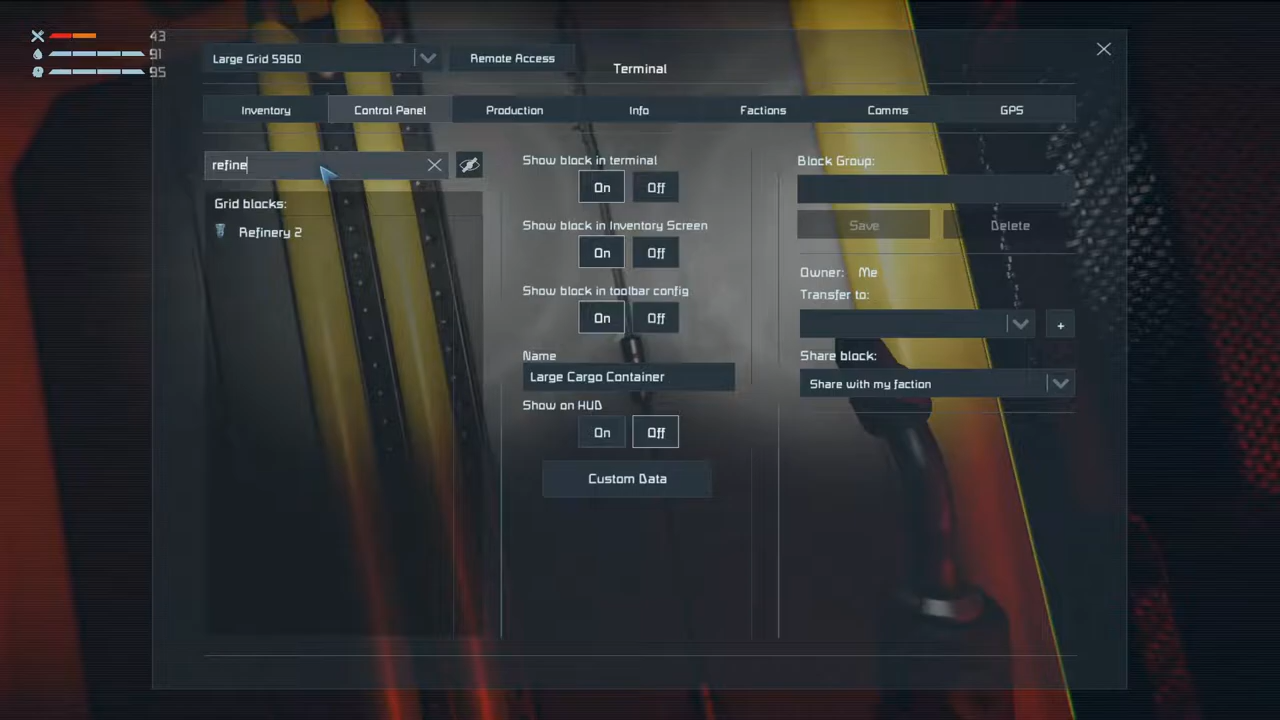 43
91
95
Large Grid 5960
Remote Access
Terminal
Inventory
Control Panel
Production
Info
Factions
Comms
GPS
refine
Grid blocks:
Refinery 2
Show block in terminal
On Off
Show block in Inventory Screen
On Off
Show block in toolbar config
On Off
Name
Large Cargo Container
Show on HUD
On Off
Custom Data
Block Group:
Save Delete
Owner: Me
Transfer to:
+
Share block:
Share with my faction